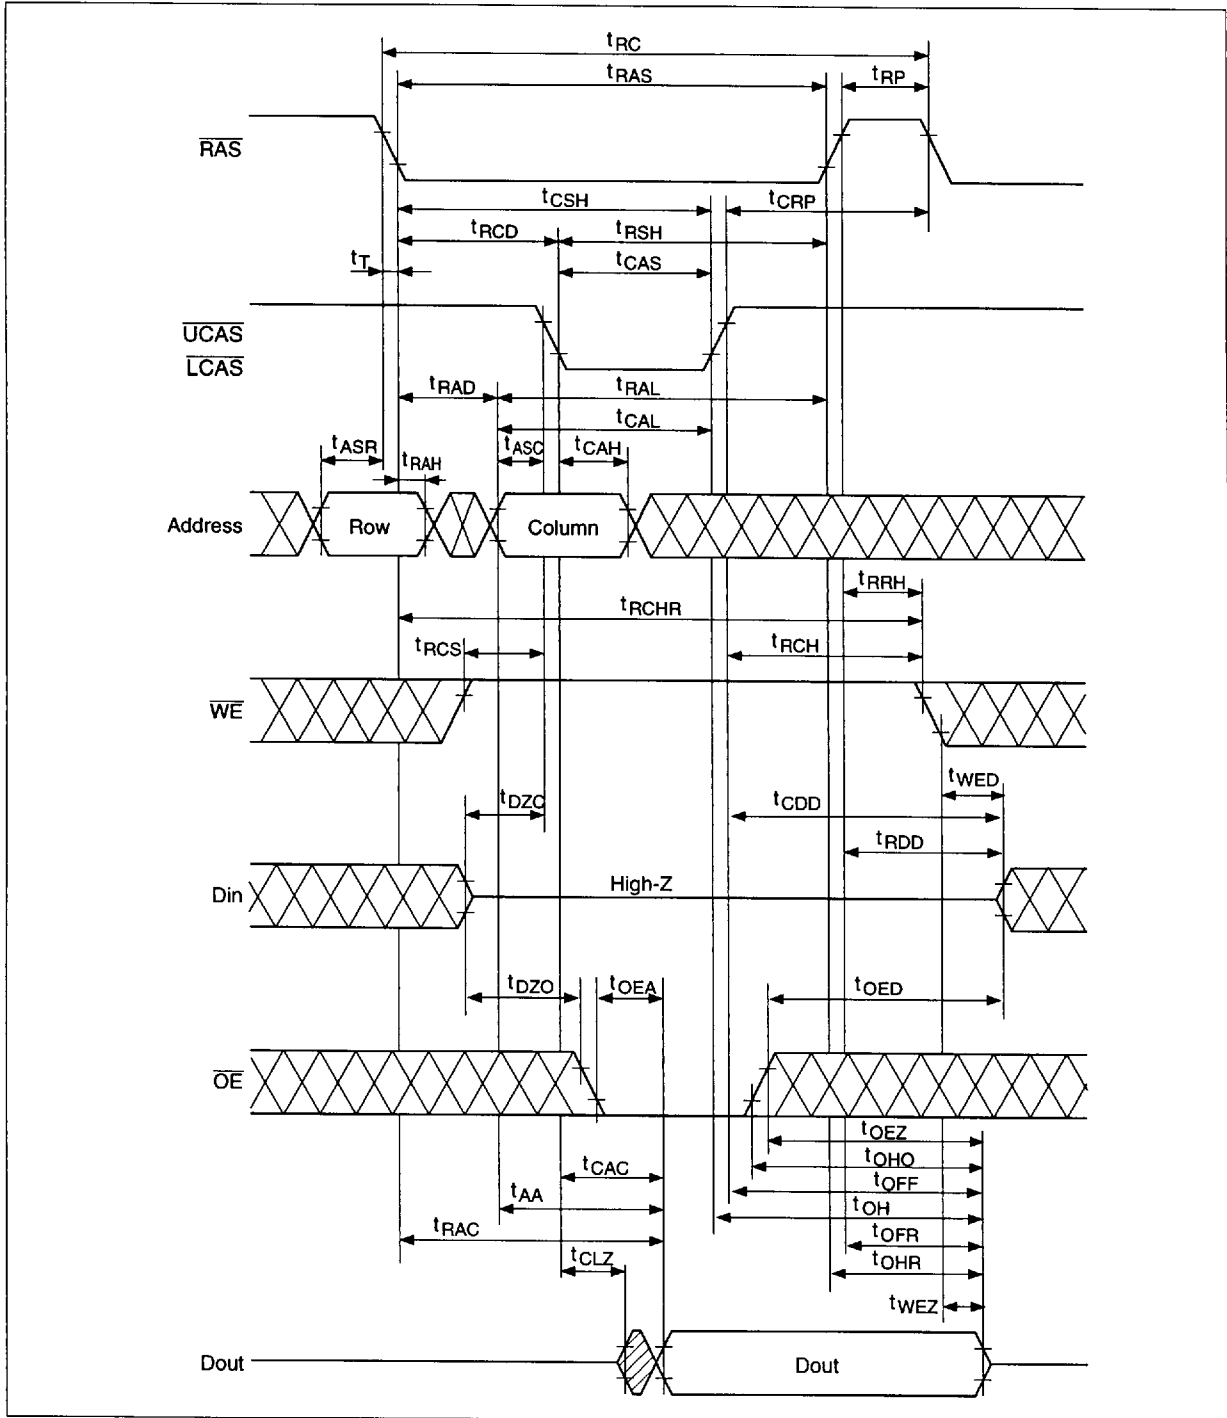 tRC
tRAS
tRP
RAS
tCSH
tCRP
tRCD
tRSH
tT
tCAS
UCAS
LCAS
tRAD
tRAL
tCAL
tASR
tRAH
tASC
tCAH
Address
Row
Column
tRRH
tRCHR
tRCS
tRCH
WE
tWED
tDZC
tCDD
tRDD
Din
High-Z
tDZO
tOEA
tOED
OE
tOEZ
tCAC
tOHO
tAA
tOFF
tOH
tRAC
tOFR
tCLZ
tOHR
tWEZ
Dout
Dout